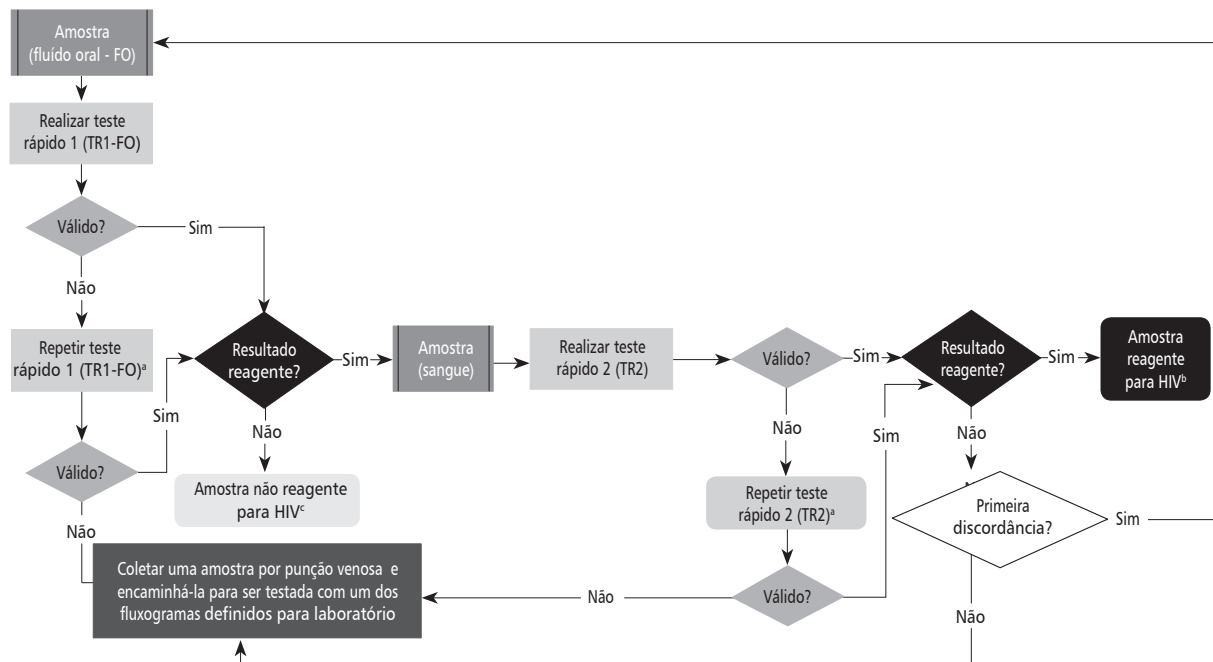 Amostra
(fluído oral - FO)
Realizar teste
rápido 1 (TR1-FO)
Válido?
Sim
Não
Repetir teste
rápido 1 (TR1-FO)ᵃ
Válido?
Sim
Não
Resultado
reagente?
Sim
Não
Amostra não reagente
para HIVᶜ
Amostra
(sangue)
Realizar teste
rápido 2 (TR2)
Válido?
Sim
Não
Repetir teste
rápido 2 (TR2)ᵃ
Válido?
Sim
Não
Resultado
reagente?
Sim
Não
Amostra
reagente
para HIVᵇ
Primeira
discordância?
Sim
Não
Coletar uma amostra por punção venosa e
encaminhá-la para ser testada com um dos
fluxogramas definidos para laboratório